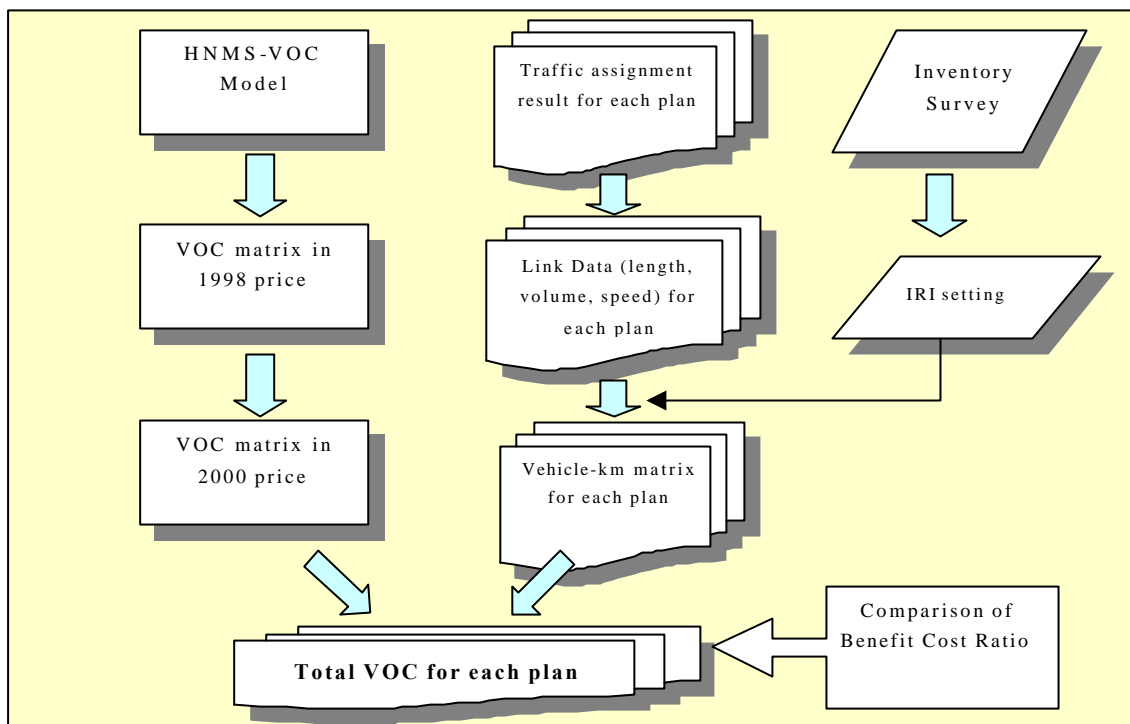 HNMS-VOC
Model
Traffic assignment
result for each plan
Inventory
Survey
VOC matrix in
1998 price
Link Data (length,
volume, speed) for
each plan
IRI setting
VOC matrix in
2000 price
Vehicle-km matrix
for each plan
Total VOC for each plan
Comparison of
Benefit Cost Ratio